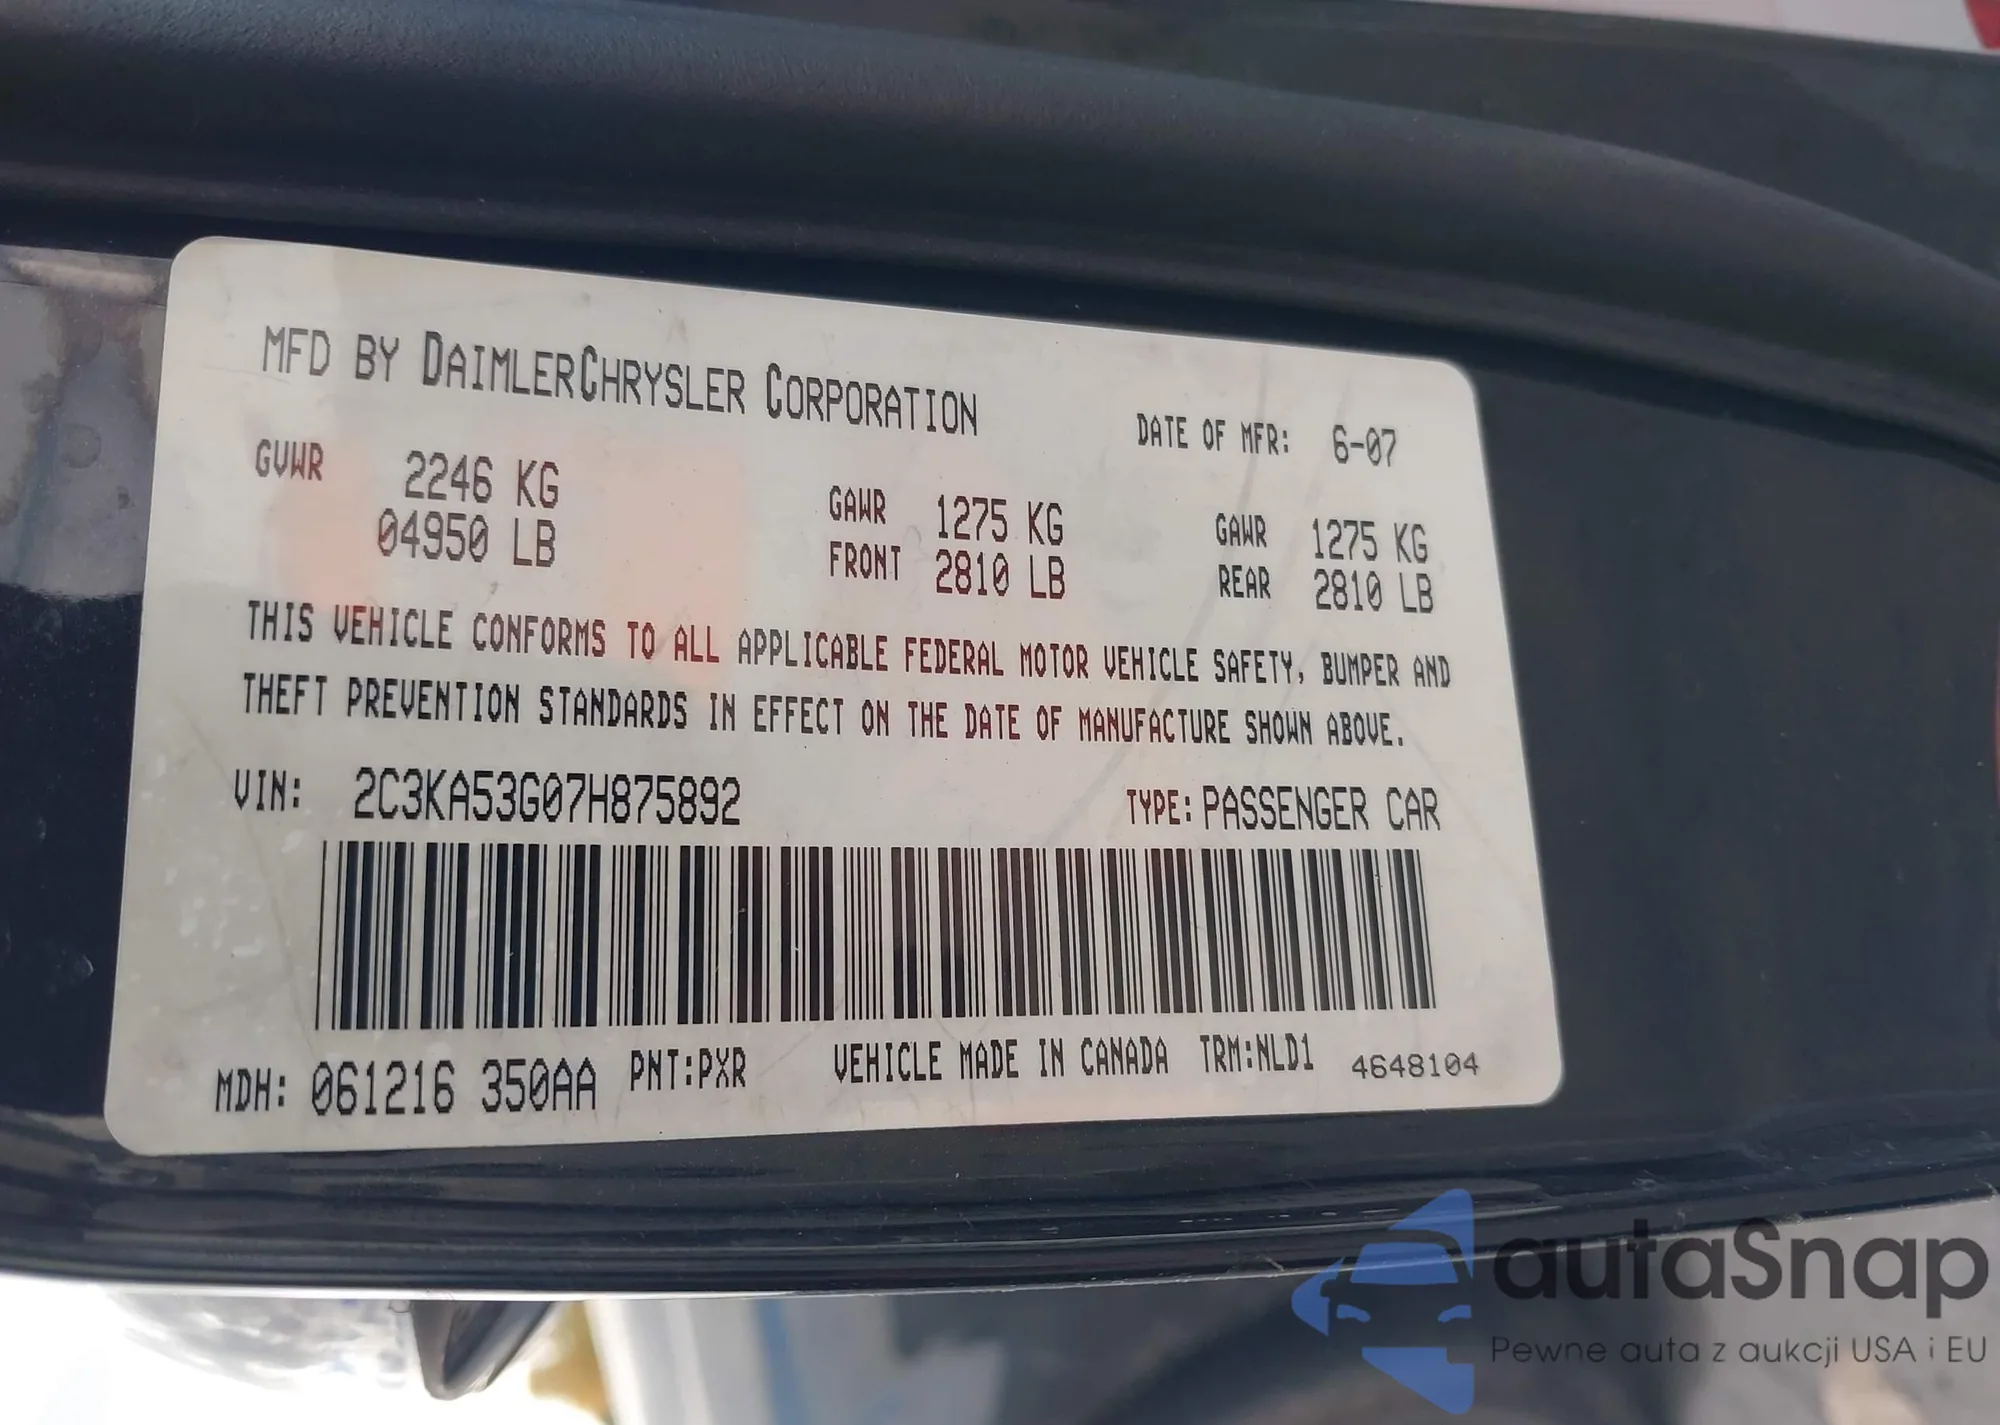 MFD BY DAIMLERCHRYSLER CORPORATION
DATE OF MFR: 6-07
GVWR 2246 KG
04950 LB
GAWR 1275 KG
FRONT 2810 LB
GAWR 1275 KG
REAR 2810 LB
THIS VEHICLE CONFORMS TO ALL APPLICABLE FEDERAL MOTOR VEHICLE SAFETY, BUMPER AND
THEFT PREVENTION STANDARDS IN EFFECT ON THE DATE OF MANUFACTURE SHOWN ABOVE.
VIN: 2C3KA53G07H875892
TYPE: PASSENGER CAR
MDH: 061216 350AA PNT:PXR VEHICLE MADE IN CANADA TRM:NLD1 4648104
autaSnap
Pewne auta z aukcji USA i EU